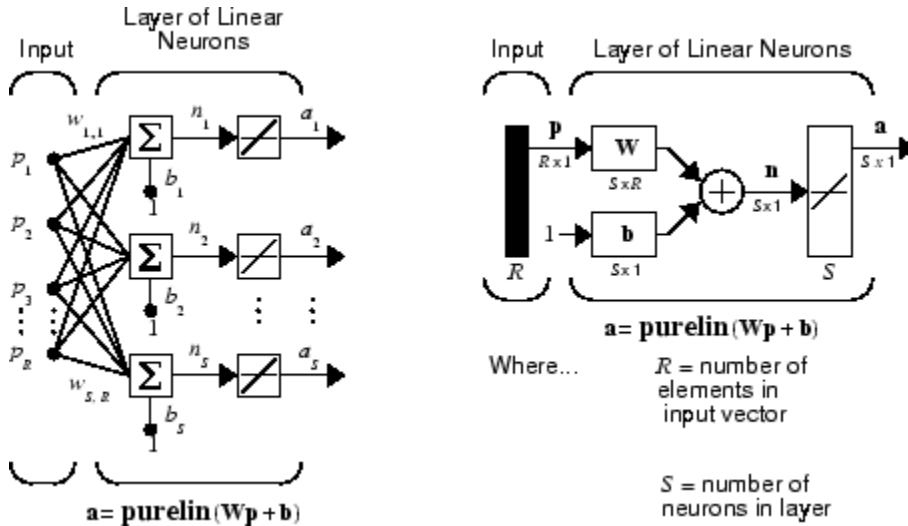 Input
Layer of Linear
Neurons
w1,1
n1
a1
p1
Σ
b1
1
p2
n2
a2
Σ
b2
1
p3
pR
nS
aS
Σ
wS, R
bS
1
a= purelin (Wp + b)
Input
Layer of Linear Neurons
p
W
a
R x 1
S x R
S x 1
n
+
S x 1
1
b
S x 1
R
S
a= purelin (Wp + b)
Where...
R = number of
elements in
input vector
S = number of
neurons in layer